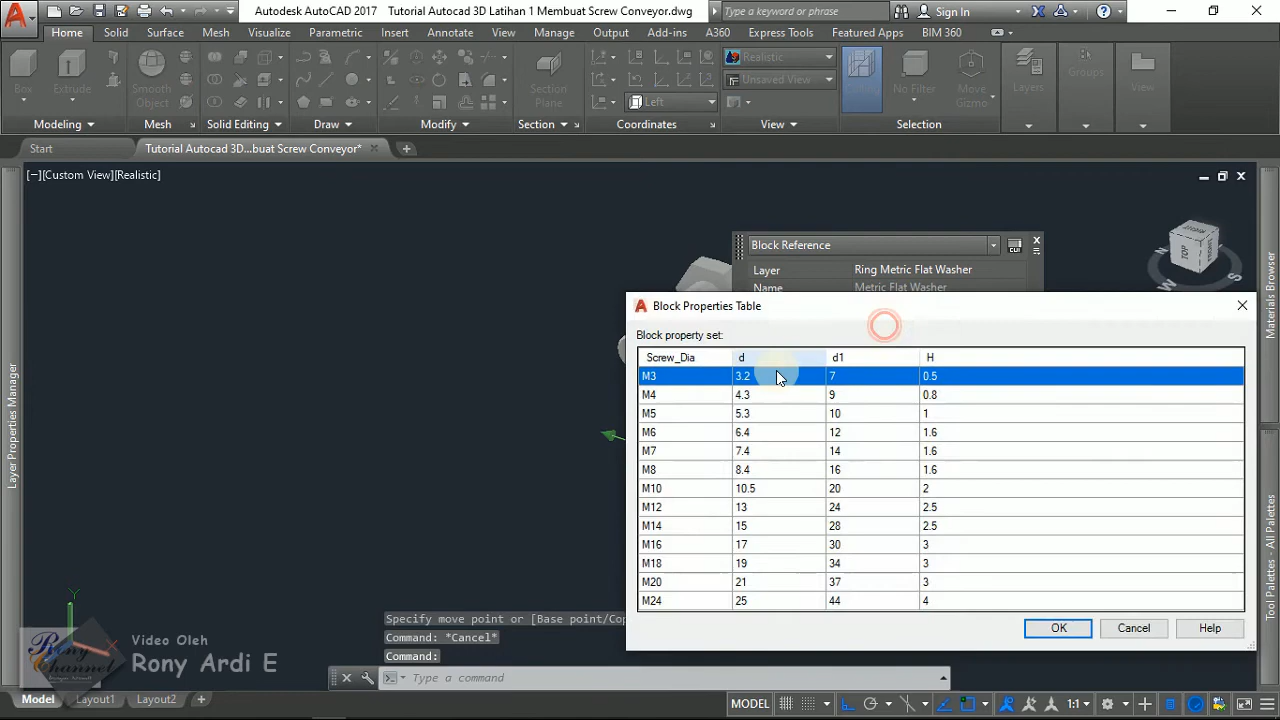 Autodesk AutoCAD 2017 Tutorial Autocad 3D Latihan 1 Membuat Screw Conveyor.dwg Type a keyword or phrase Sign In
Home Solid Surface Mesh Visualize Parametric Insert Annotate View Manage Output Add-ins A360 Express Tools Featured Apps BIM 360
Realistic
Unsaved View
Left
Box Extrude Smooth Object Section Plane Culling No Filter Move Gizmo Layers Groups View
Modeling Mesh Solid Editing Draw Modify Section Coordinates View Selection
Start Tutorial Autocad 3D...buat Screw Conveyor*
[−][Custom View][Realistic]
TOP
W
S
Block Reference
Layer Ring Metric Flat Washer
Name Metric Flat Washer
Block Properties Table
Block property set:
Screw_Dia d d1 H
M3 3.2 7 0.5
M4 4.3 9 0.8
M5 5.3 10 1
M6 6.4 12 1.6
M7 7.4 14 1.6
M8 8.4 16 1.6
M10 10.5 20 2
M12 13 24 2.5
M14 15 28 2.5
M16 17 30 3
M18 19 34 3
M20 21 37 3
M24 25 44 4
OK Cancel Help
Layer Properties Manager
Materials Browser
Tool Palettes - All Palettes
Y
Specify move point or [Base point/Cop
Command: *Cancel*
Command:
Type a command
Rony Channel
Video Oleh
Rony Ardi E
Model Layout1 Layout2 +
MODEL 1:1